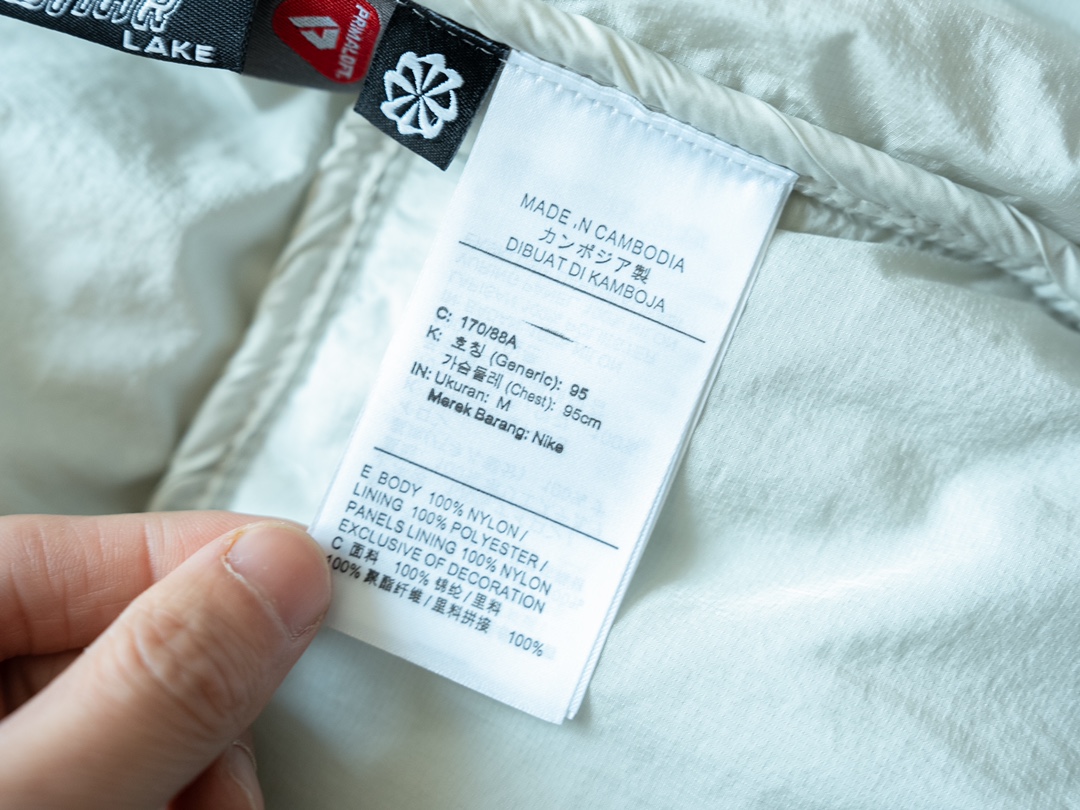 LAKE
PRIMALOFT
MADE IN CAMBODIA
カンボジア製
DIBUAT DI KAMBOJA
C: 170/88A
K: 호칭 (Generic): 95
가슴둘레 (Chest): 95cm
IN: Ukuran: M
Merek Barang: Nike
E BODY 100% NYLON /
LINING 100% POLYESTER /
PANELS LINING 100% NYLON
EXCLUSIVE OF DECORATION
C 面料 100% 锦纶 / 里料
100% 聚酯纤维 / 里料拼接 100%